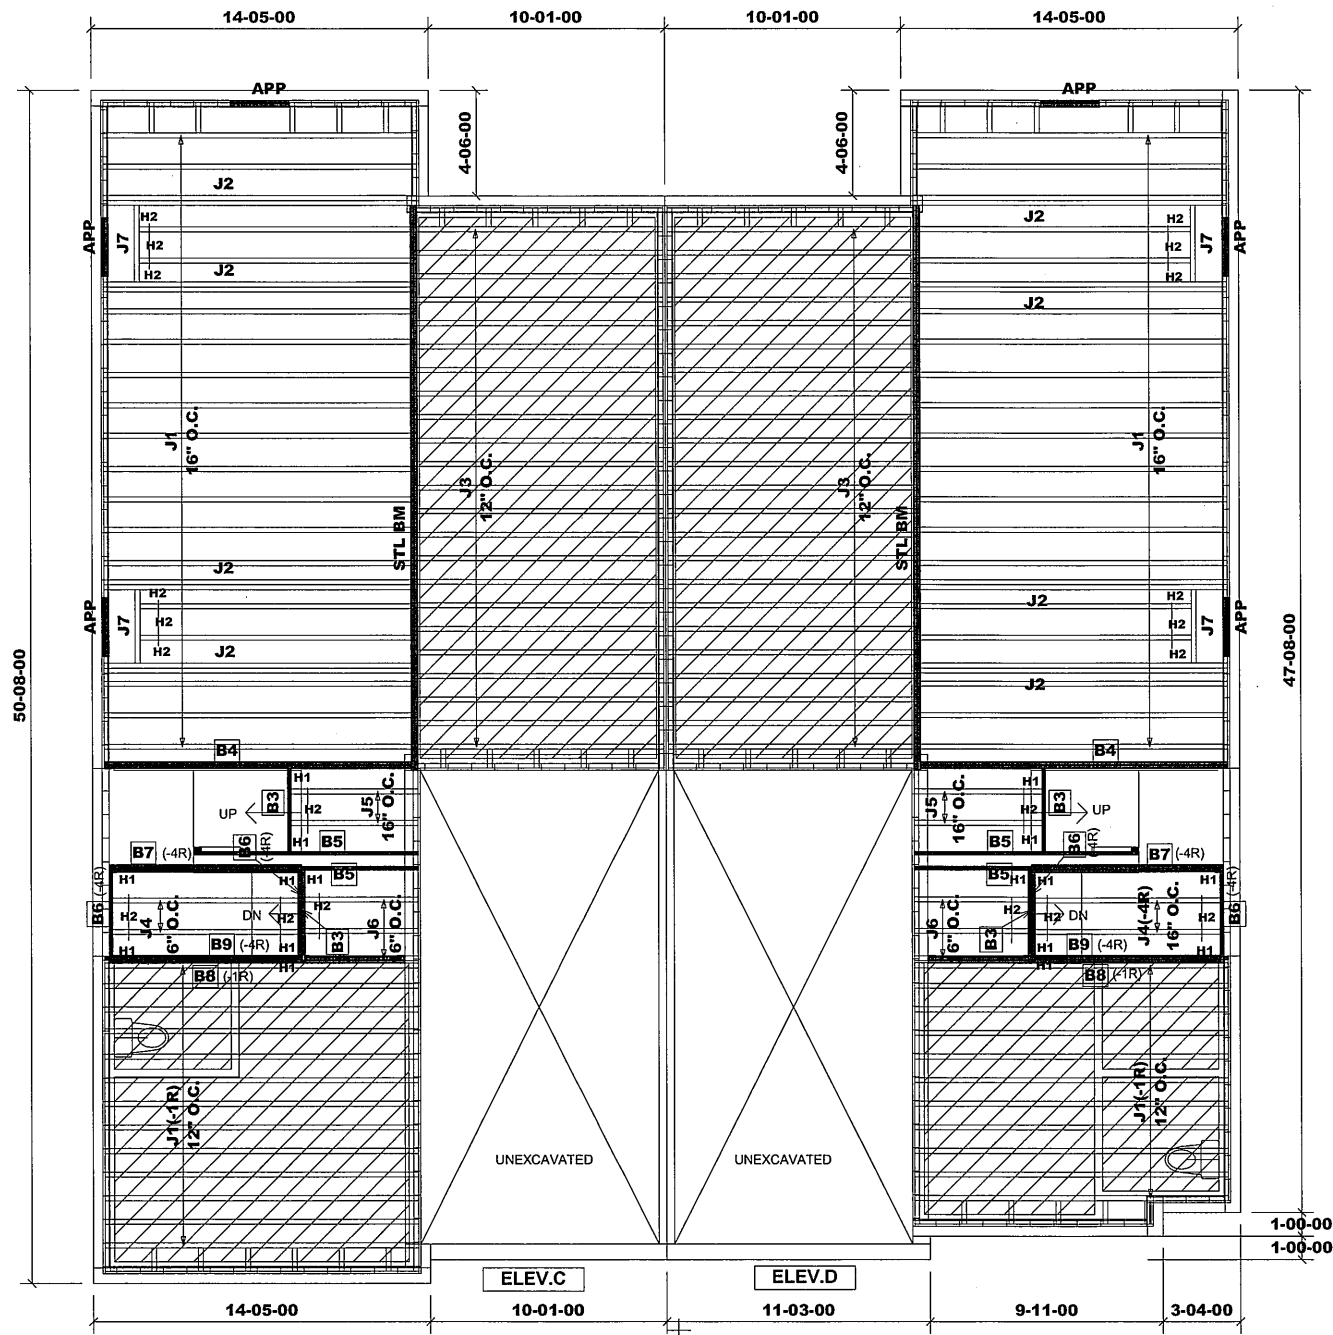 14-05-00
10-01-00
10-01-00
14-05-00
APP
APP
4-06-00
4-06-00
J2
J2
APP
J7
H2
H2
H2
J2
H2
H2
H2
J7
APP
J2
J1
16" O.C.
J3
12" O.C.
J3
12" O.C.
J1
16" O.C.
STL BM
STL BM
50-08-00
47-08-00
J2
APP
J7
H2
H2
H2
J2
J2
H2
H2
H2
J7
APP
J2
B4
B4
UP
B3
H1
H2
H1
J5
16" O.C.
B5
J5
16" O.C.
H1
H2
H1
B3
UP
B5
B7 (-4R)
B6
(-4R)
B5
B5
B6
(-4R)
B7 (-4R)
B6 (-4R)
H1
H2
H1
J4
6" O.C.
DN
H1
H2
H1
H1
H2
B3
J6
6" O.C.
B9 (-4R)
J6
6" O.C.
H1
H2
B3
H2
H1
DN
J4(-4R)
16" O.C.
H1
H2
H1
B6 (-4R)
B9 (-4R)
B8 (-1R)
H1
H1
B8 (-1R)
J1(-1R)
12" O.C.
J1(-1R)
12" O.C.
UNEXCAVATED
UNEXCAVATED
1-00-00
1-00-00
ELEV.C
ELEV.D
14-05-00
10-01-00
11-03-00
9-11-00
3-04-00